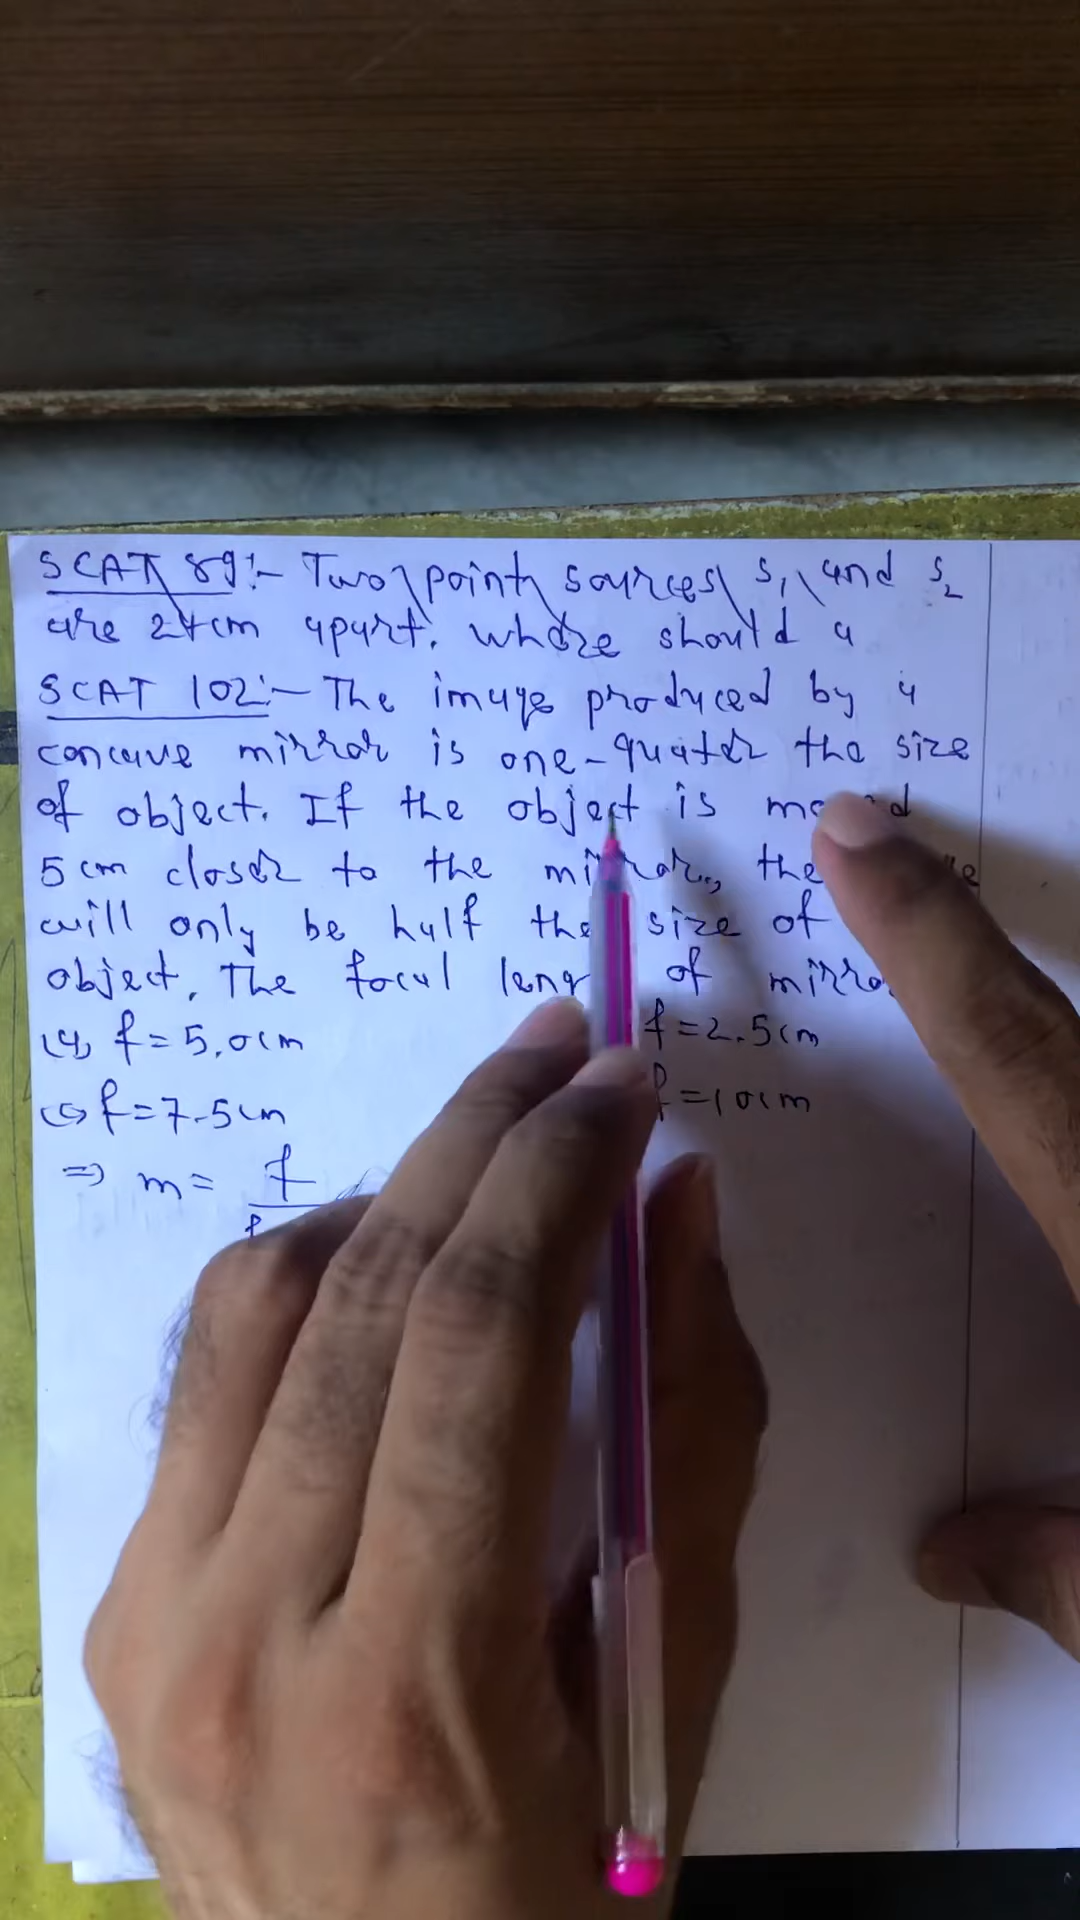 SCAT 89:- Two point sources S₁ and S₂
are 24cm apart. where should a
SCAT 102:- The image produced by a
concave mirror is one-quater the size
of object. If the object is moved
5cm closer to the mirror, the
will only be half the size of
object. The focal of
(a) f=5.0cm
f=2.5cm
(c) f=7.5cm
f=10cm
=> m= f